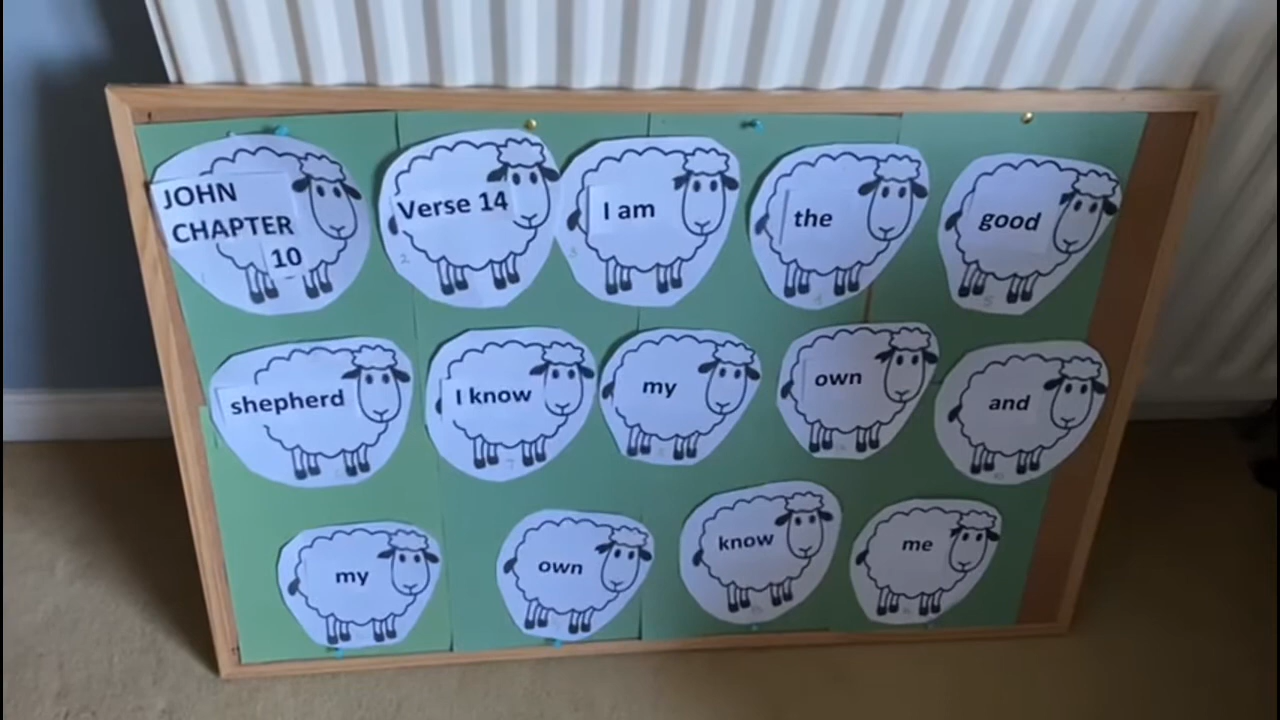 JOHN
CHAPTER
10
Verse 14
I am
the
good
shepherd
I know
my
own
and
my
own
know
me